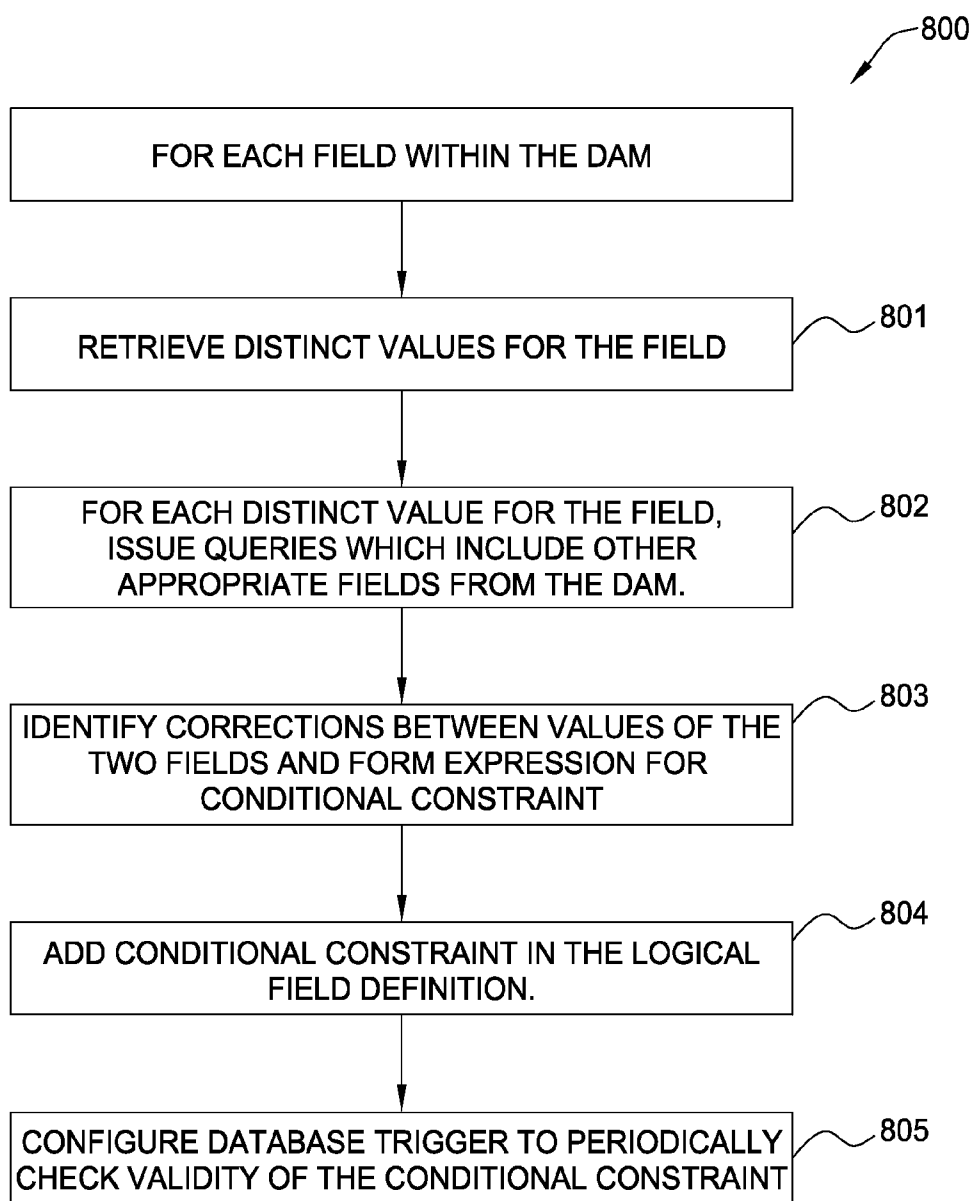 800
FOR EACH FIELD WITHIN THE DAM
RETRIEVE DISTINCT VALUES FOR THE FIELD
801
FOR EACH DISTINCT VALUE FOR THE FIELD,
ISSUE QUERIES WHICH INCLUDE OTHER
APPROPRIATE FIELDS FROM THE DAM.
802
IDENTIFY CORRECTIONS BETWEEN VALUES OF THE
TWO FIELDS AND FORM EXPRESSION FOR
CONDITIONAL CONSTRAINT
803
ADD CONDITIONAL CONSTRAINT IN THE LOGICAL
FIELD DEFINITION.
804
CONFIGURE DATABASE TRIGGER TO PERIODICALLY
CHECK VALIDITY OF THE CONDITIONAL CONSTRAINT
805